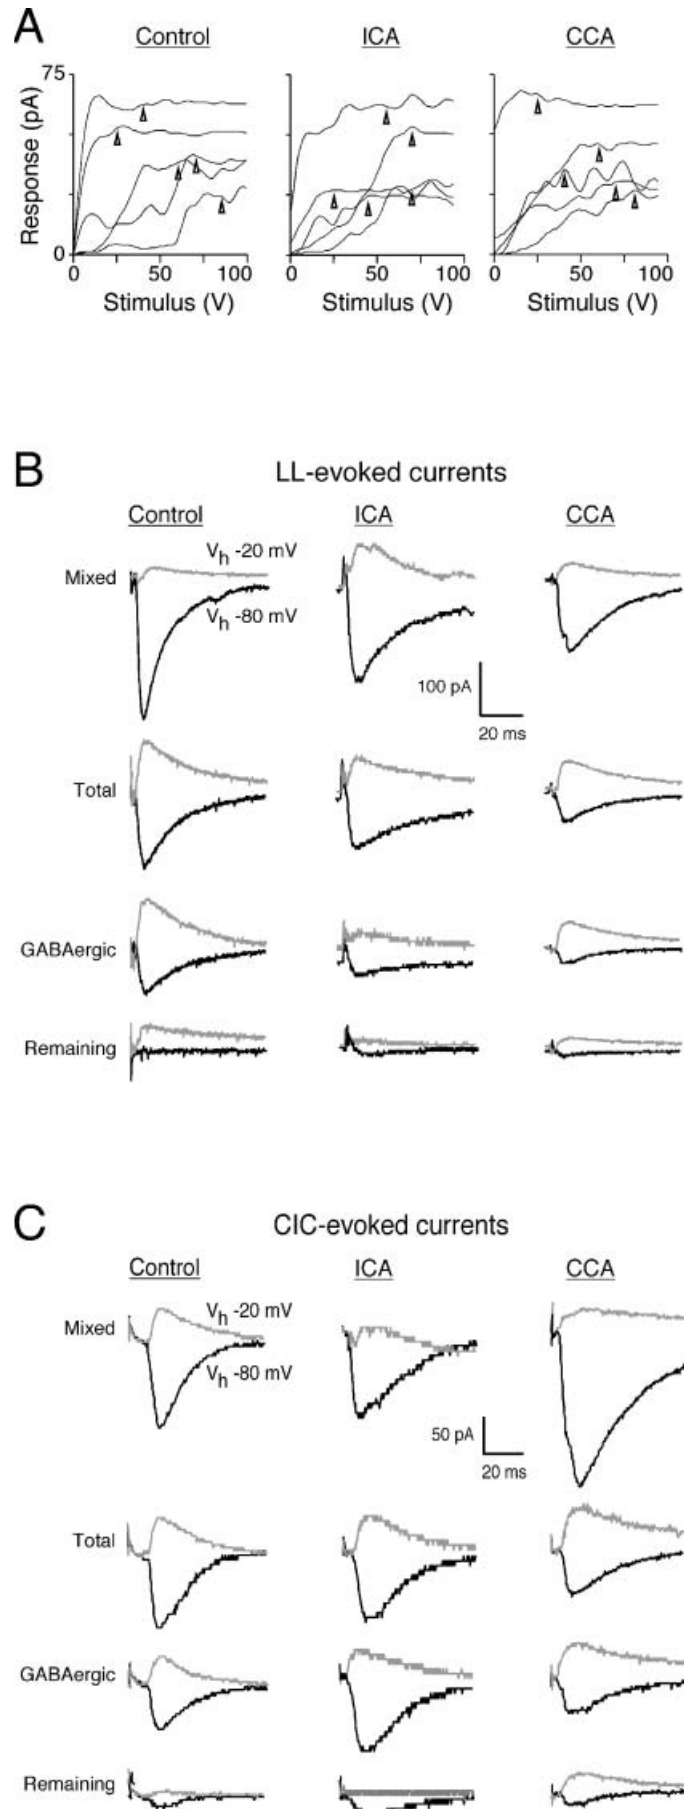 A
Control ICA CCA
75
Response (pA)
0
0 50 100 0 50 100 0 50 100
Stimulus (V) Stimulus (V) Stimulus (V)
B
LL-evoked currents
Control ICA CCA
Mixed
Vh -20 mV
Vh -80 mV
100 pA
20 ms
Total
GABAergic
Remaining
C
CIC-evoked currents
Control ICA CCA
Mixed
Vh -20 mV
Vh -80 mV
50 pA
20 ms
Total
GABAergic
Remaining